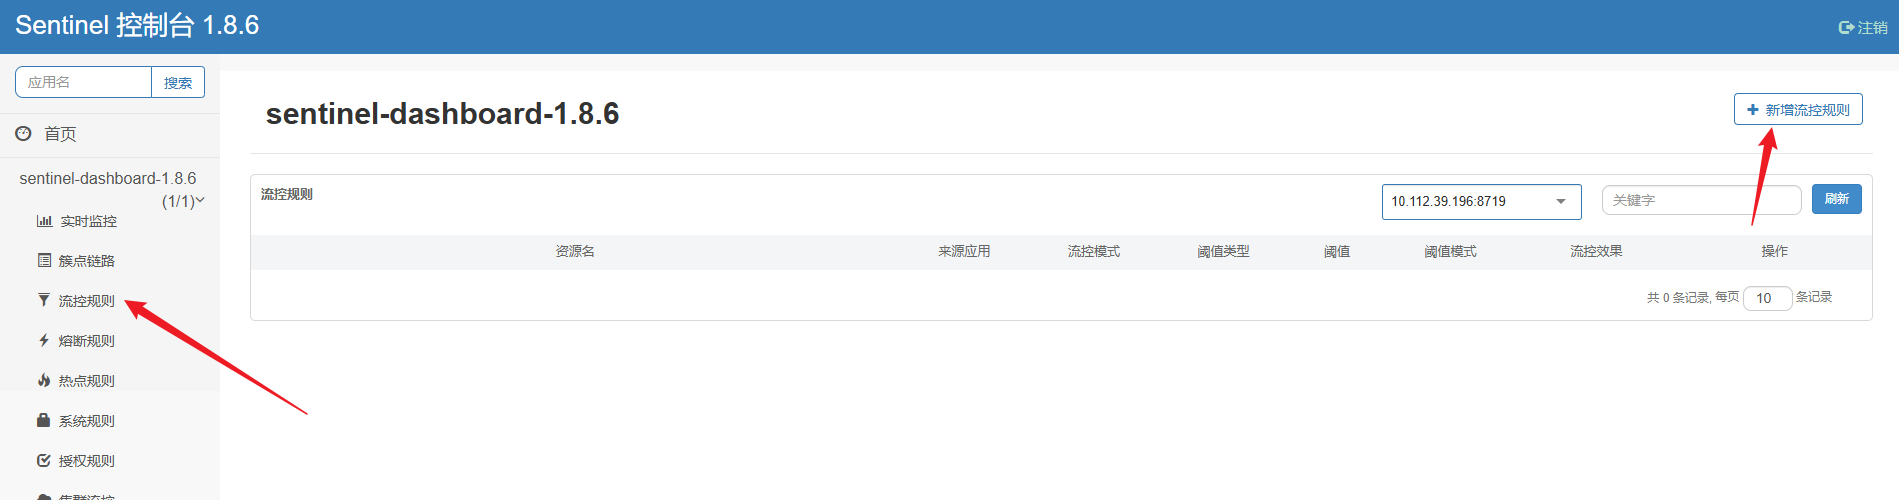 Sentinel 控制台 1.8.6
注销
应用名
搜索
首页
sentinel-dashboard-1.8.6
(1/1)
实时监控
簇点链路
流控规则
熔断规则
热点规则
系统规则
授权规则
集群流控
sentinel-dashboard-1.8.6
新增流控规则
流控规则
10.112.39.196:8719
关键字
刷新
资源名 来源应用 流控模式 阈值类型 阈值 阈值模式 流控效果 操作
共 0 条记录, 每页 10 条记录